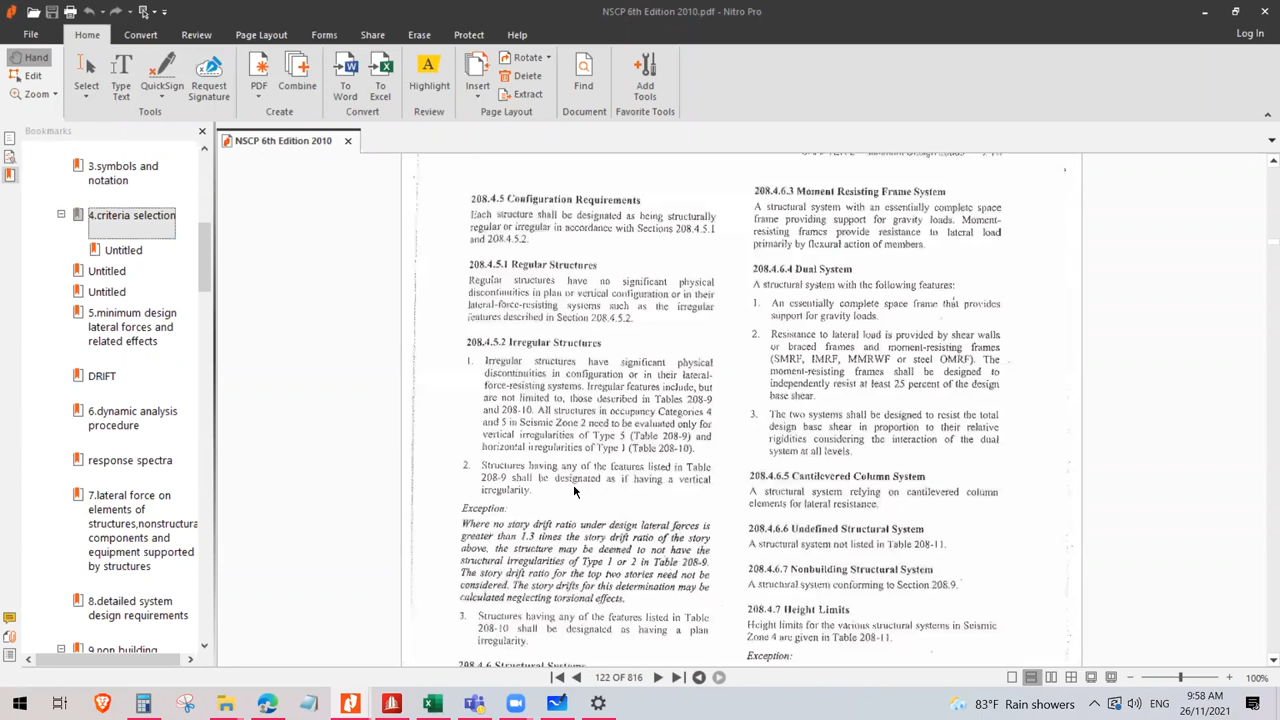 NSCP 6th Edition 2010.pdf - Nitro Pro
File
Home
Convert
Review
Page Layout
Forms
Share
Erase
Protect
Help
Log In
Hand
Edit
Zoom
Select
Type
Text
QuickSign
Request
Signature
Tools
PDF
Combine
Create
To
Word
To
Excel
Convert
Highlight
Review
Insert
Rotate
Delete
Extract
Page Layout
Find
Document
Add
Tools
Favorite Tools
Bookmarks
NSCP 6th Edition 2010
3.symbols and
notation
4.criteria selection
Untitled
Untitled
Untitled
5.minimum design
lateral forces and
related effects
DRIFT
6.dynamic analysis
procedure
response spectra
7.lateral force on
elements of
structures,nonstructura
components and
equipment supported
by structures
8.detailed system
design requirements
9.non building
208.4.5 Configuration Requirements
Each structure shall be designated as being structurally
regular or irregular in accordance with Sections 208.4.5.1
and 208.4.5.2.
208.4.5.1 Regular Structures
Regular structures have no significant physical
discontinuities in plan or vertical configuration or in their
lateral-force-resisting systems such as the irregular
features described in Section 208.4.5.2.
208.4.5.2 Irregular Structures
1. Irregular structures have significant physical
discontinuities in configuration or in their lateral-
force-resisting systems. Irregular features include, but
are not limited to, those described in Tables 208-9
and 208-10. All structures in occupancy Categories 4
and 5 in Seismic Zone 2 need to be evaluated only for
vertical irregularities of Type 5 (Table 208-9) and
horizontal irregularities of Type 1 (Table 208-10).
2. Structures having any of the features listed in Table
208-9 shall be designated as if having a vertical
irregularity.
Exception:
Where no story drift ratio under design lateral forces is
greater than 1.3 times the story drift ratio of the story
above, the structure may be deemed to not have the
structural irregularities of Type 1 or 2 in Table 208-9.
The story drift ratio for the top two stories need not be
considered. The story drifts for this determination may be
calculated neglecting torsional effects.
3. Structures having any of the features listed in Table
208-10 shall be designated as having a plan
irregularity.
208.4.6 Structural Systems
208.4.6.3 Moment Resisting Frame System
A structural system with an essentially complete space
frame providing support for gravity loads. Moment-
resisting frames provide resistance to lateral load
primarily by flexural action of members.
208.4.6.4 Dual System
A structural system with the following features:
1. An essentially complete space frame that provides
support for gravity loads.
2. Resistance to lateral load is provided by shear walls
or braced frames and moment-resisting frames
(SMRF, IMRF, MMRWF or steel OMRF). The
moment-resisting frames shall be designed to
independently resist at least 25 percent of the design
base shear.
3. The two systems shall be designed to resist the total
design base shear in proportion to their relative
rigidities considering the interaction of the dual
system at all levels.
208.4.6.5 Cantilevered Column System
A structural system relying on cantilevered column
elements for lateral resistance.
208.4.6.6 Undefined Structural System
A structural system not listed in Table 208-11.
208.4.6.7 Nonbuilding Structural System
A structural system conforming to Section 208.9.
208.4.7 Height Limits
Height limits for the various structural systems in Seismic
Zone 4 are given in Table 208-11.
Exception:
122 OF 816
100%
83°F Rain showers
ENG
9:58 AM
26/11/2021